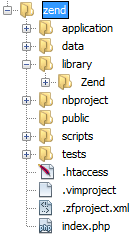 zend
application
data
library
Zend
nbproject
public
scripts
tests
.htaccess
.vimproject
.zfproject.xml
index.php